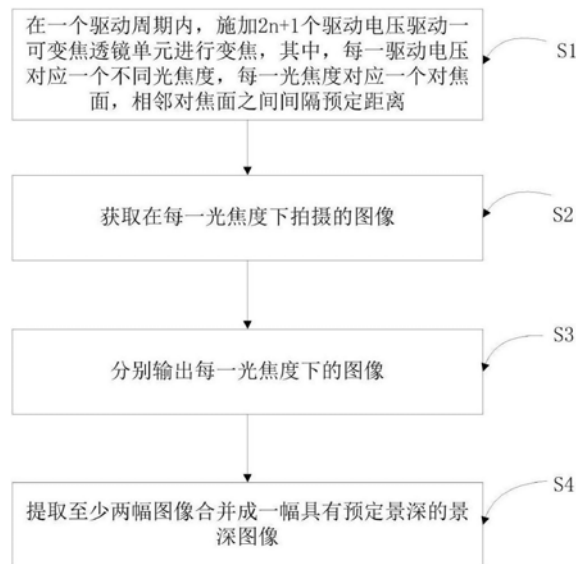 在一个驱动周期内，施加2n+1个驱动电压驱动一
可变焦透镜单元进行变焦，其中，每一驱动电压
对应一个不同光焦度，每一光焦度对应一个对焦
面，相邻对焦面之间间隔预定距离
S1
获取在每一光焦度下拍摄的图像
S2
分别输出每一光焦度下的图像
S3
提取至少两幅图像合并成一幅具有预定景深的景
深图像
S4